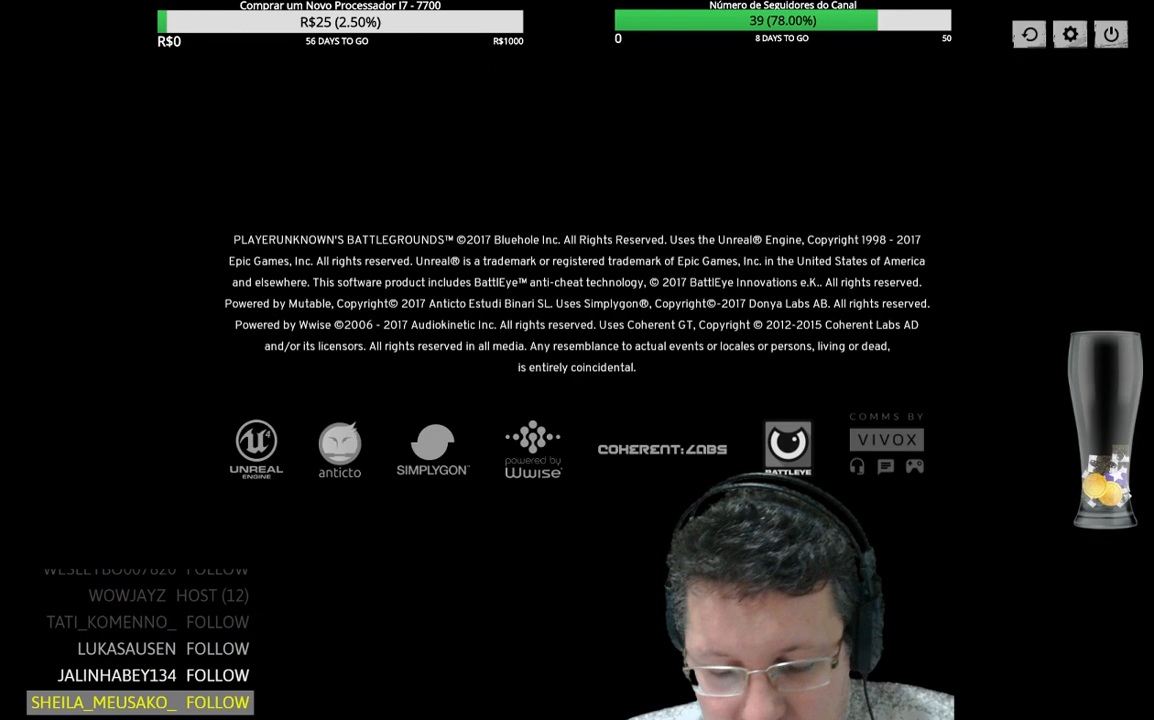 Comprar um Novo Processador I7 - 7700
R$25 (2.50%)
R$0 56 DAYS TO GO R$1000
Número de Seguidores do Canal
39 (78.00%)
0 8 DAYS TO GO 50
PLAYERUNKNOWN'S BATTLEGROUNDS™ ©2017 Bluehole Inc. All Rights Reserved. Uses the Unreal® Engine, Copyright 1998 - 2017
Epic Games, Inc. All rights reserved. Unreal® is a trademark or registered trademark of Epic Games, Inc. in the United States of America
and elsewhere. This software product includes BattlEye™ anti-cheat technology, © 2017 BattlEye Innovations e.K.. All rights reserved.
Powered by Mutable, Copyright© 2017 Anticto Estudi Binari SL. Uses Simplygon®, Copyright©-2017 Donya Labs AB. All rights reserved.
Powered by Wwise ©2006 - 2017 Audiokinetic Inc. All rights reserved. Uses Coherent GT, Copyright © 2012-2015 Coherent Labs AD
and/or its licensors. All rights reserved in all media. Any resemblance to actual events or locales or persons, living or dead,
is entirely coincidental.
UNREAL
ENGINE
anticto
SIMPLYGON
powered by
Wwise
COHERENT:LABS
BATTLEYE
COMMS BY
VIVOX
FOLLOW
WOWJAYZ HOST (12)
TATI_KOMENNO_ FOLLOW
LUKASAUSEN FOLLOW
JALINHABEY134 FOLLOW
SHEILA_MEUSAKO_ FOLLOW